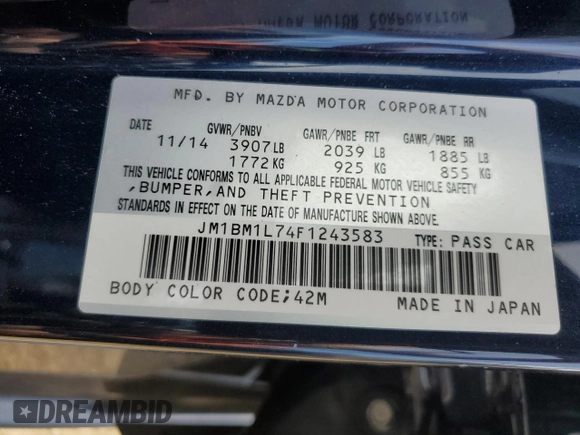 MFD. BY MAZDA MOTOR CORPORATION
DATE GVWR/PNBV GAWR/PNBE FRT GAWR/PNBE RR
11/14 3907LB 2039 LB 1885 LB
1772KG 925 KG 855 KG
THIS VEHICLE CONFORMS TO ALL APPLICABLE FEDERAL MOTOR VEHICLE SAFETY
,BUMPER,AND THEFT PREVENTION
STANDARDS IN EFFECT ON THE DATE OF MANUFACTURE SHOWN ABOVE.
JM1BM1L74F1243583 TYPE: PASS CAR
BODY COLOR CODE;42M MADE IN JAPAN
DREAMBID